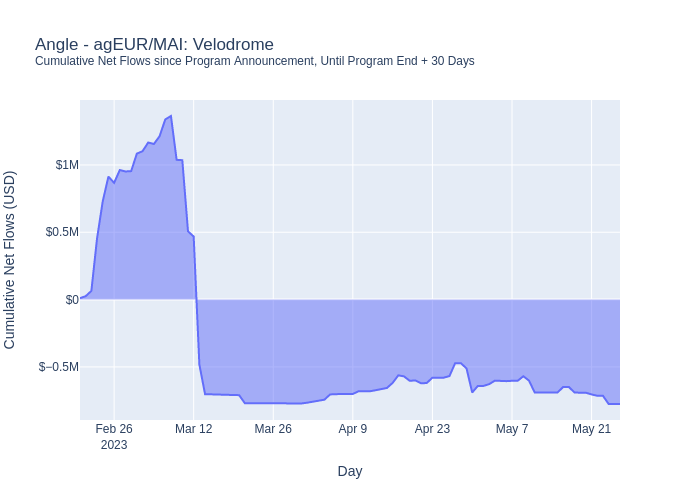 Angle - agEUR/MAI: Velodrome
Cumulative Net Flows since Program Announcement, Until Program End + 30 Days
Cumulative Net Flows (USD)
$1M
$0.5M
$0
$−0.5M
Feb 26
2023
Mar 12
Mar 26
Apr 9
Apr 23
May 7
May 21
Day